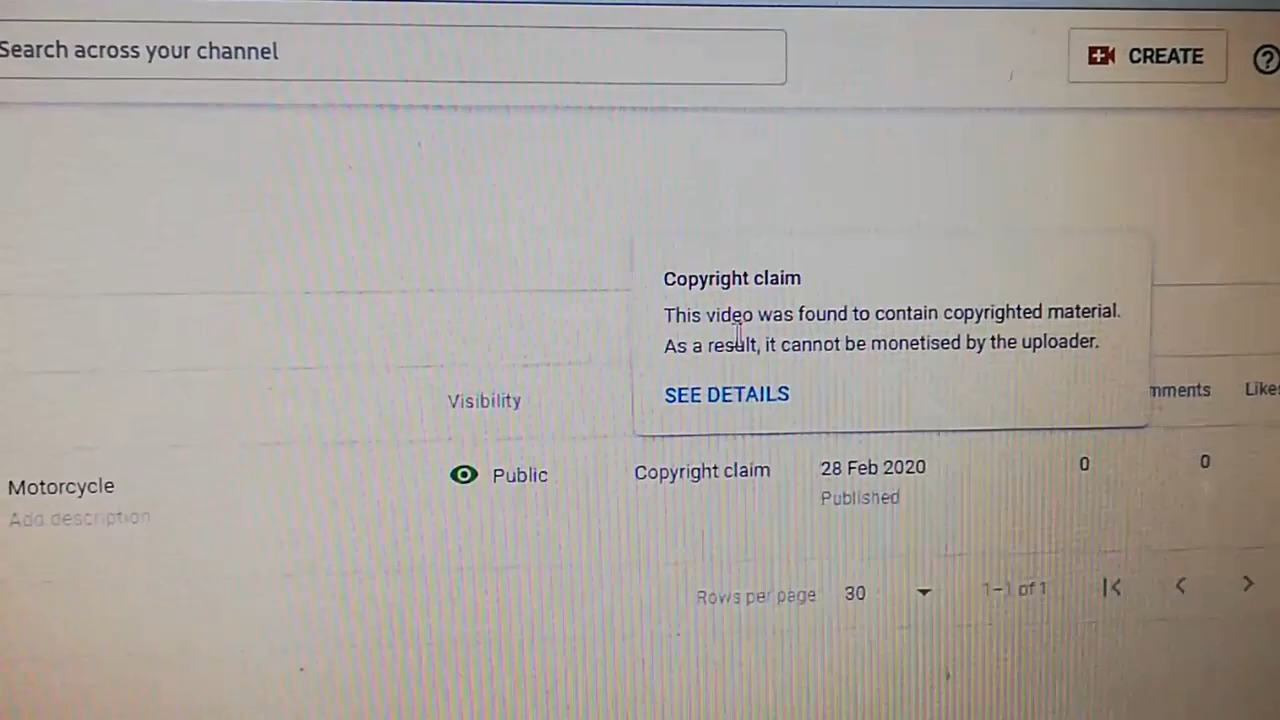 Search across your channel
CREATE
Copyright claim
This video was found to contain copyrighted material.
As a result, it cannot be monetised by the uploader.
SEE DETAILS
Visibility
mments
Like
Motorcycle
Add description
Public
Copyright claim
28 Feb 2020
Published
0
0
Rows per page
30
1-1 of 1